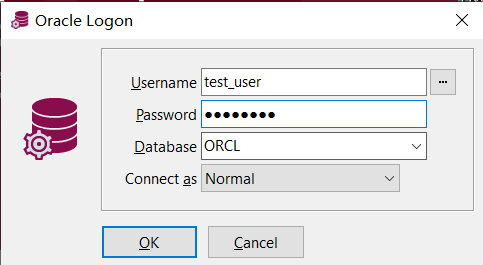 Oracle Logon
Username test_user ...
Password ●●●●●●●●
Database ORCL
Connect as Normal
OK Cancel